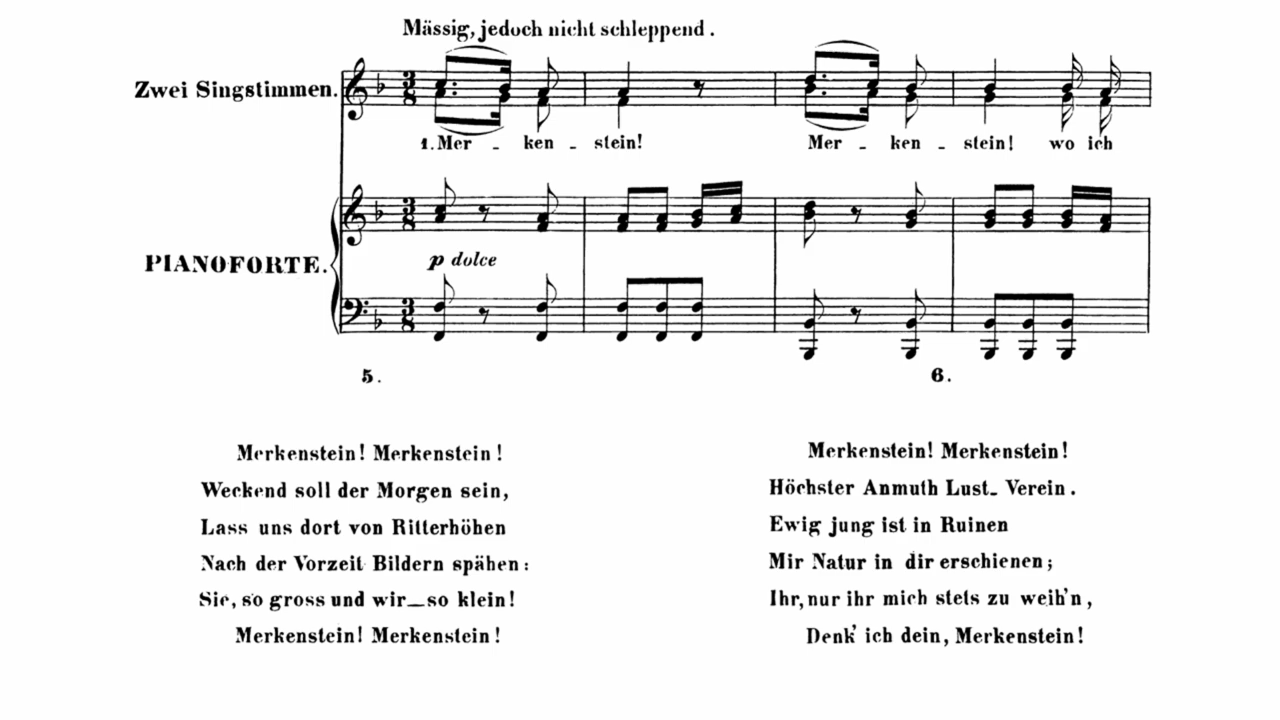 Mässig, jedoch nicht schleppend.
Zwei Singstimmen.
1. Mer - ken - stein! Mer - ken - stein! wo ich
PIANOFORTE.
p dolce
5.
Merkenstein! Merkenstein!
Weckend soll der Morgen sein,
Lass uns dort von Ritterhöhen
Nach der Vorzeit Bildern spähen:
Sie, so gross und wir—so klein!
Merkenstein! Merkenstein!
6.
Merkenstein! Merkenstein!
Höchster Anmuth Lust- Verein.
Ewig jung ist in Ruinen
Mir Natur in dir erschienen;
Ihr, nur ihr mich stets zu weih'n,
Denk' ich dein, Merkenstein!